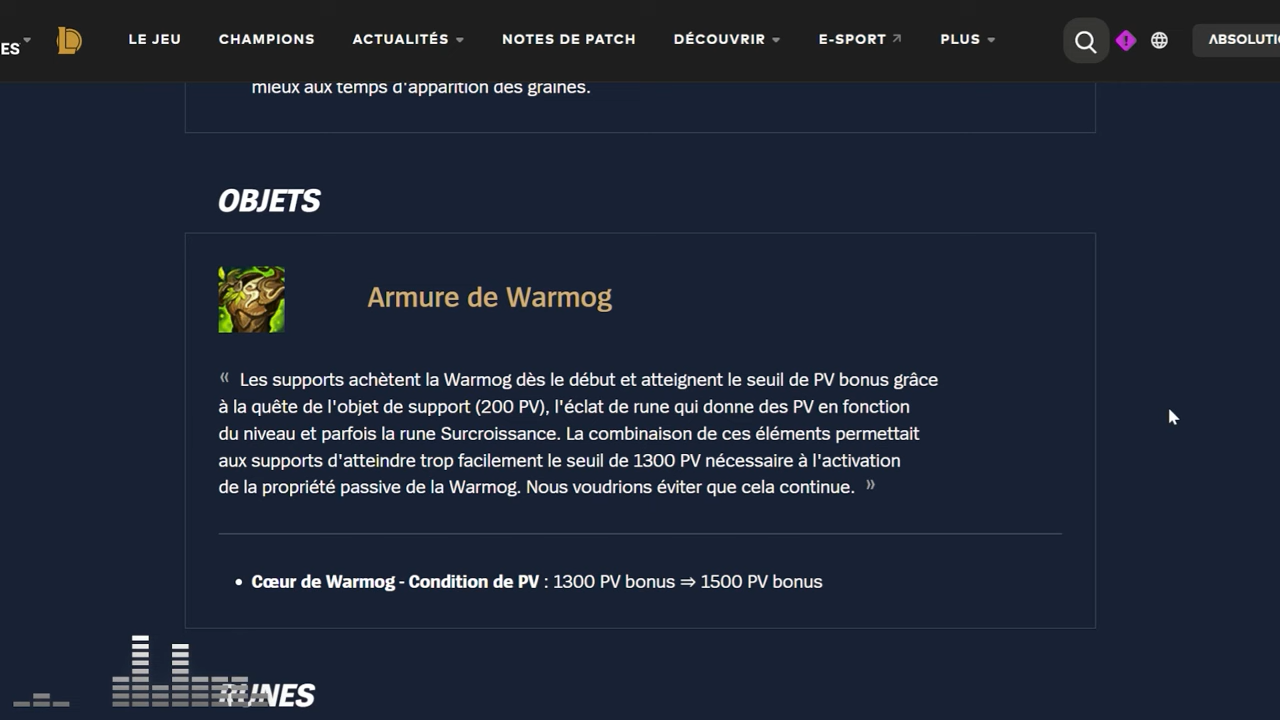 ES
LE JEU
CHAMPIONS
ACTUALITÉS
NOTES DE PATCH
DÉCOUVRIR
E-SPORT
PLUS
ABSOLUTI
mieux aux temps d'apparition des graines.
OBJETS
Armure de Warmog
« Les supports achètent la Warmog dès le début et atteignent le seuil de PV bonus grâce
à la quête de l'objet de support (200 PV), l'éclat de rune qui donne des PV en fonction
du niveau et parfois la rune Surcroissance. La combinaison de ces éléments permettait
aux supports d'atteindre trop facilement le seuil de 1300 PV nécessaire à l'activation
de la propriété passive de la Warmog. Nous voudrions éviter que cela continue. »
• Cœur de Warmog - Condition de PV : 1300 PV bonus ⇒ 1500 PV bonus
RUNES